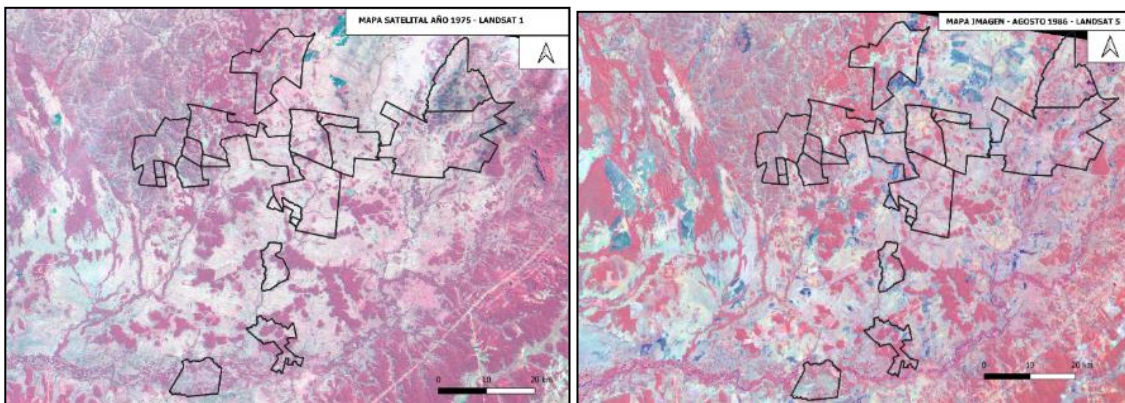 MAPA SATELITAL AÑO 1975 - LANDSAT 1
0 10 20 km
MAPA IMAGEN - AGOSTO 1986 - LANDSAT 5
0 10 20 km